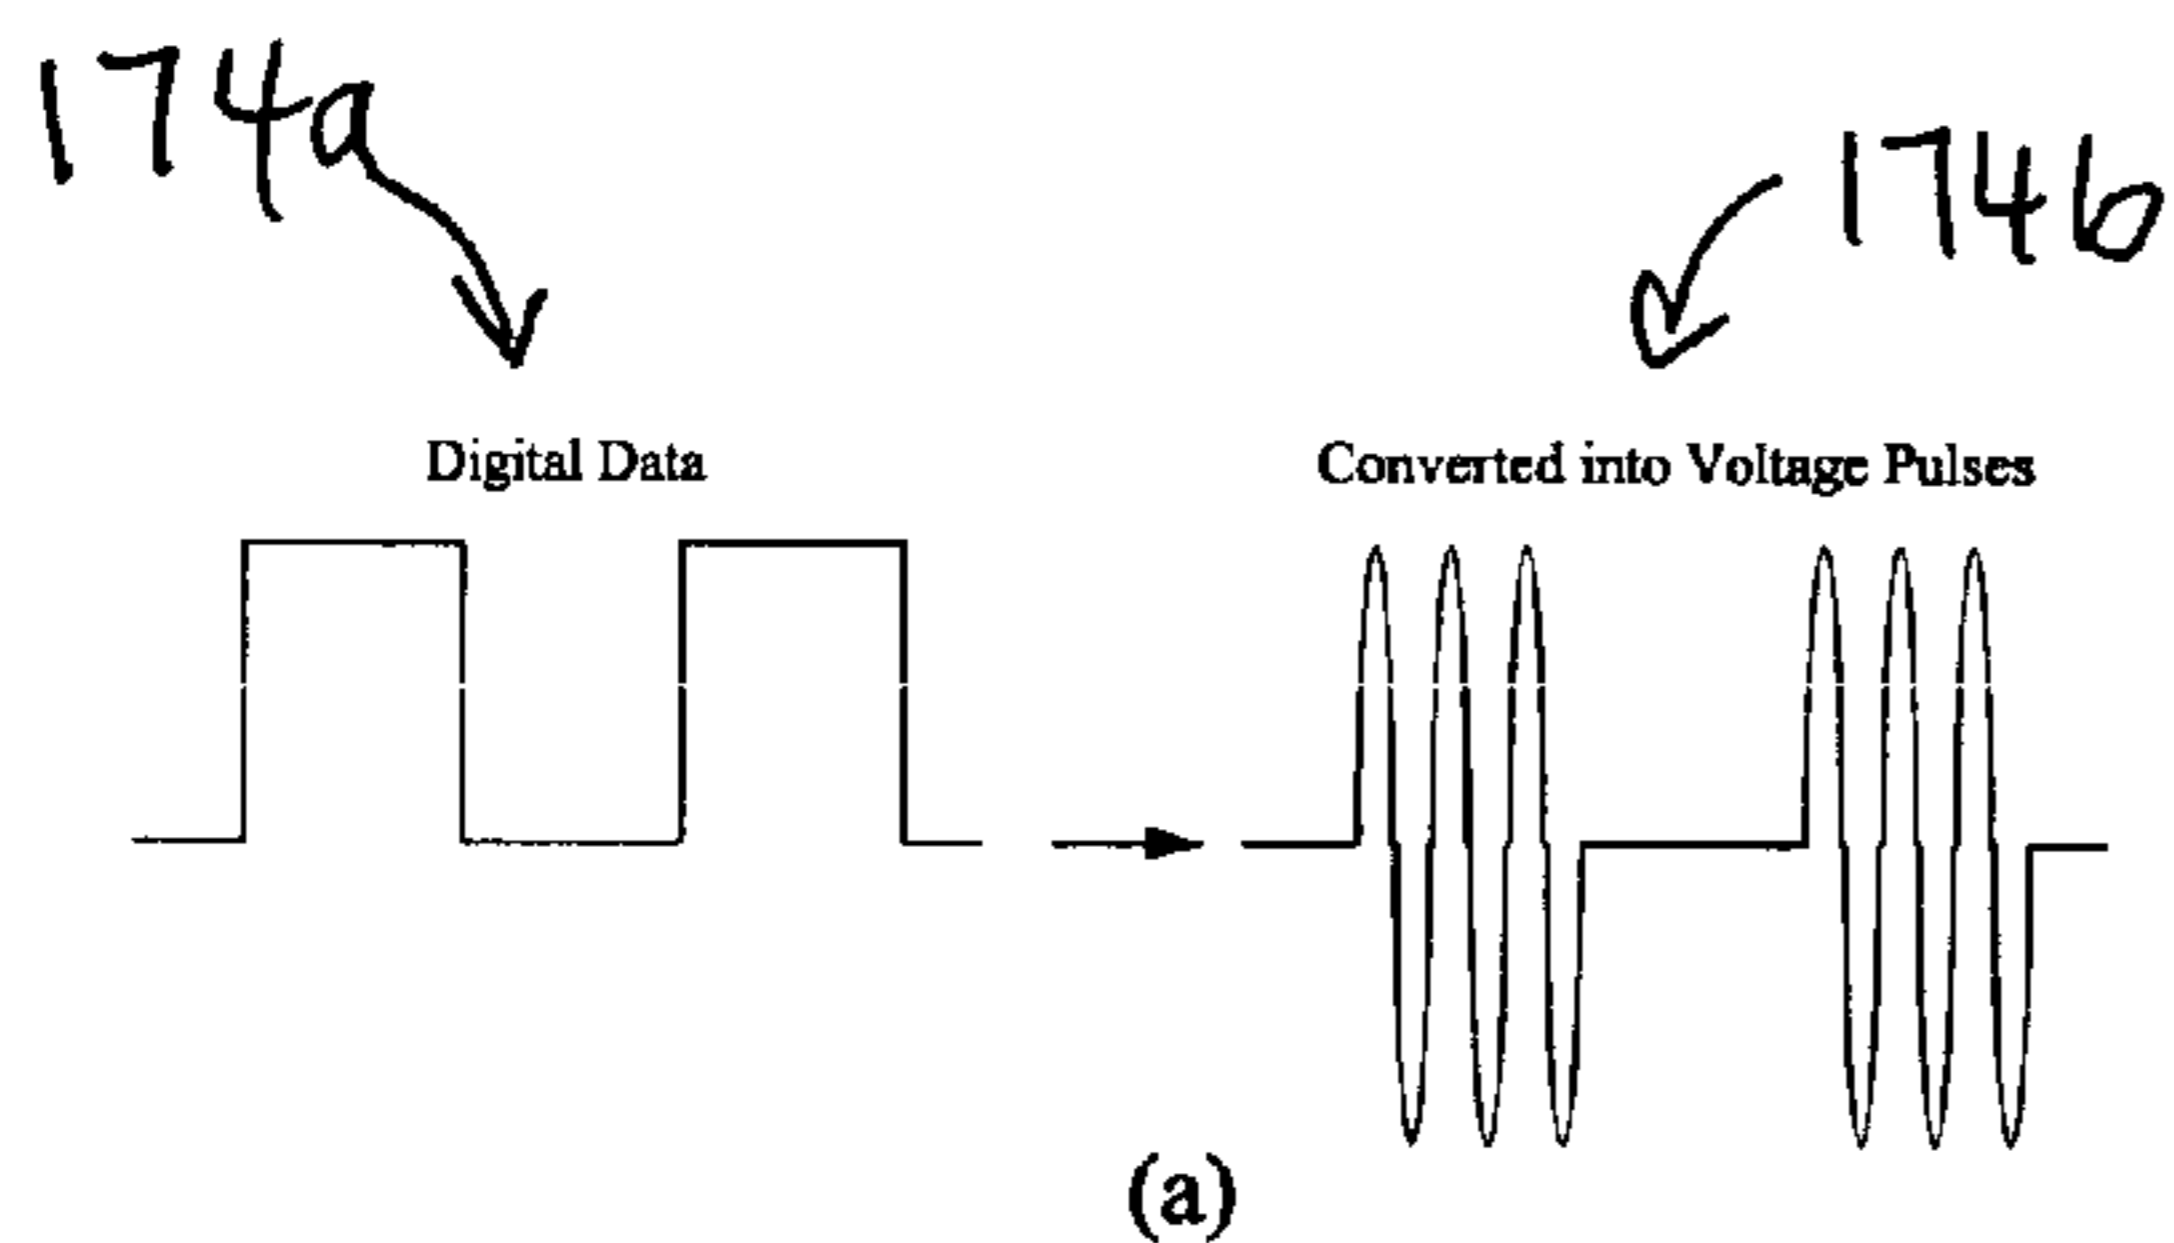 174a
174b
Digital Data
Converted into Voltage Pulses
(a)